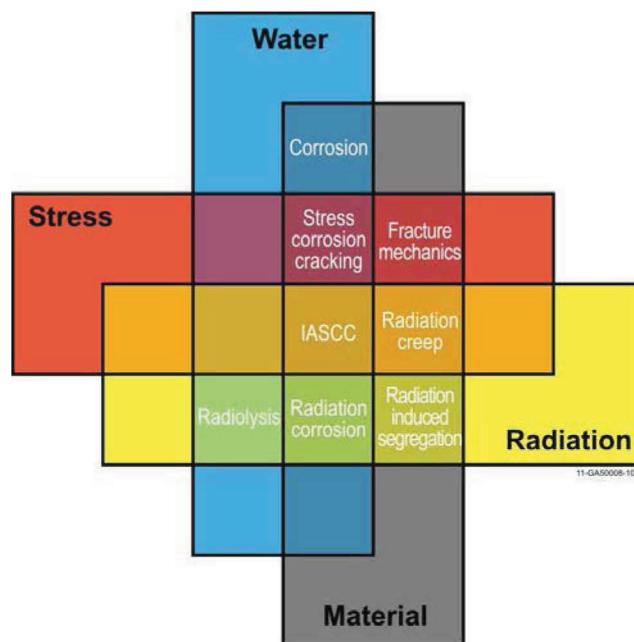 Water
Corrosion
Stress
Stress
corrosion
cracking
Fracture
mechanics
IASCC
Radiation
creep
Radiolysis
Radiation
corrosion
Radiation
induced
segregation
Radiation
11-GA50008-10
Material